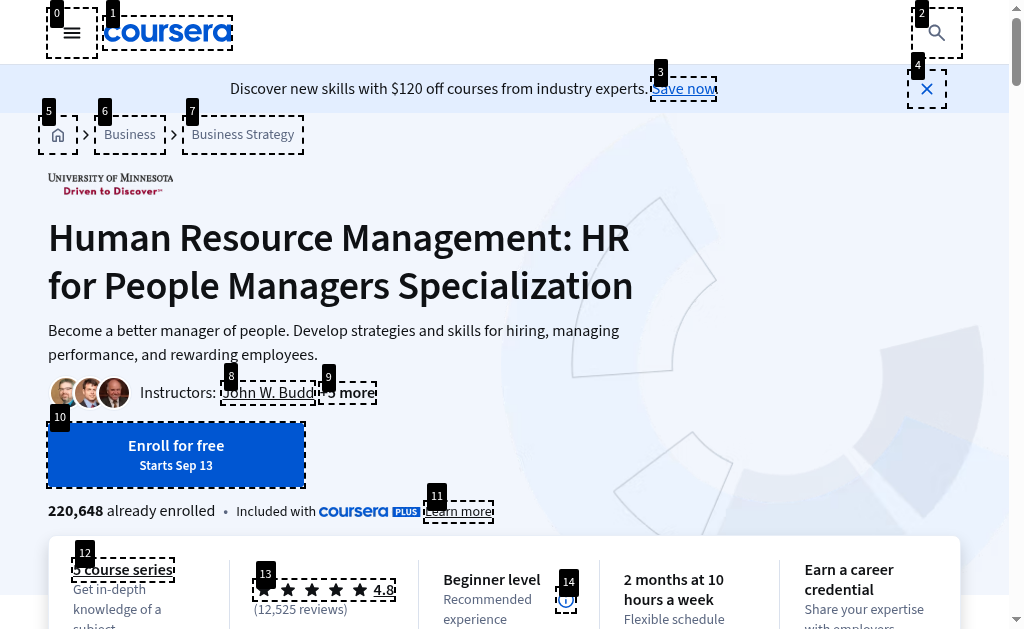 0
1
2
coursera
3
4
Discover new skills with $120 off courses from industry experts. Save now
5
6
7
Business
Business Strategy
UNIVERSITY OF MINNESOTA
Driven to Discover℠
Human Resource Management: HR
for People Managers Specialization
Become a better manager of people. Develop strategies and skills for hiring, managing
performance, and rewarding employees.
8
9
Instructors: John W. Budd +5 more
10
Enroll for free
Starts Sep 13
11
220,648 already enrolled • Included with coursera PLUS Learn more
12
5 course series
Get in-depth
knowledge of a
subject
13
4.8
(12,525 reviews)
14
Beginner level
Recommended
experience
2 months at 10
hours a week
Flexible schedule
Earn a career
credential
Share your expertise
with employers